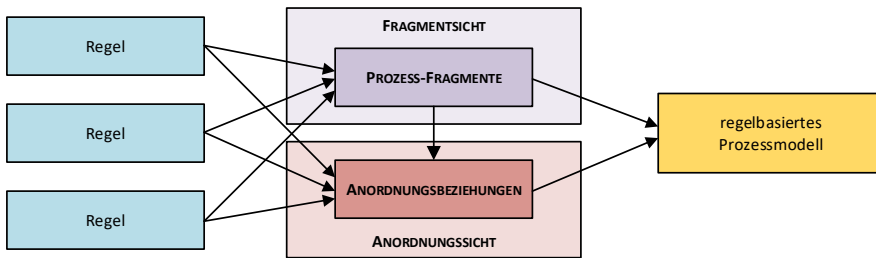 Regel
Regel
Regel
FRAGMENTSICHT
PROZESS-FRAGMENTE
ANORDNUNGSBEZIEHUNGEN
ANORDNUNGSSICHT
regelbasiertes
Prozessmodell